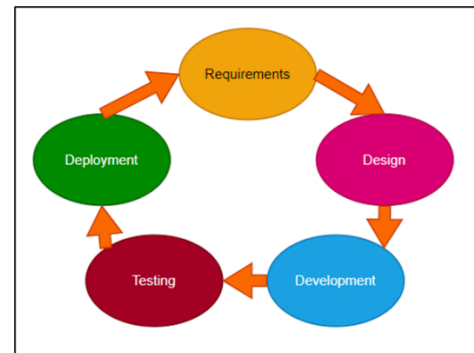 Requirements
Design
Development
Testing
Deployment